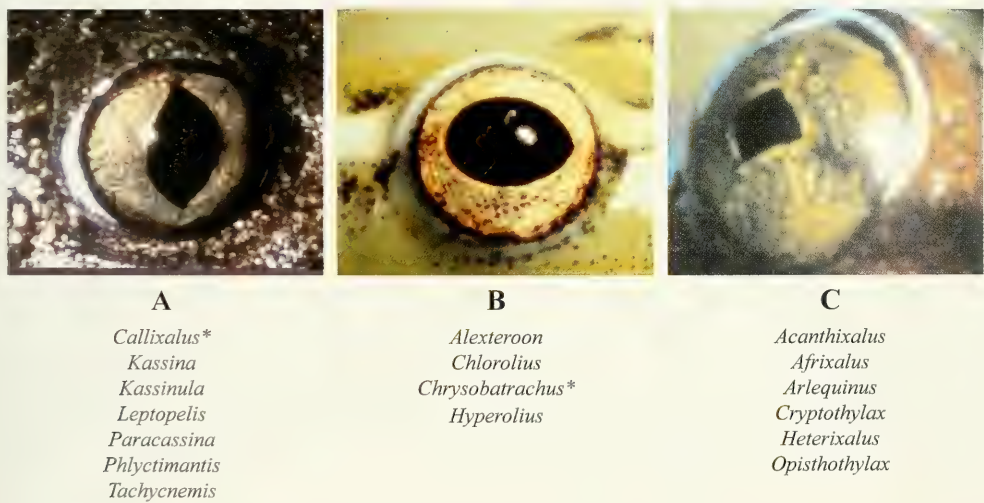 A
Callixalus*
Kassina
Kassinula
Leptopelis
Paracassina
Phlyctimantis
Tachycnemis
B
Alexteroon
Chlorolius
Chrysobatrachus*
Hyperolius
C
Acanthixalus
Afrixalus
Arlequinus
Cryptothylax
Heterixalus
Opisthothylax